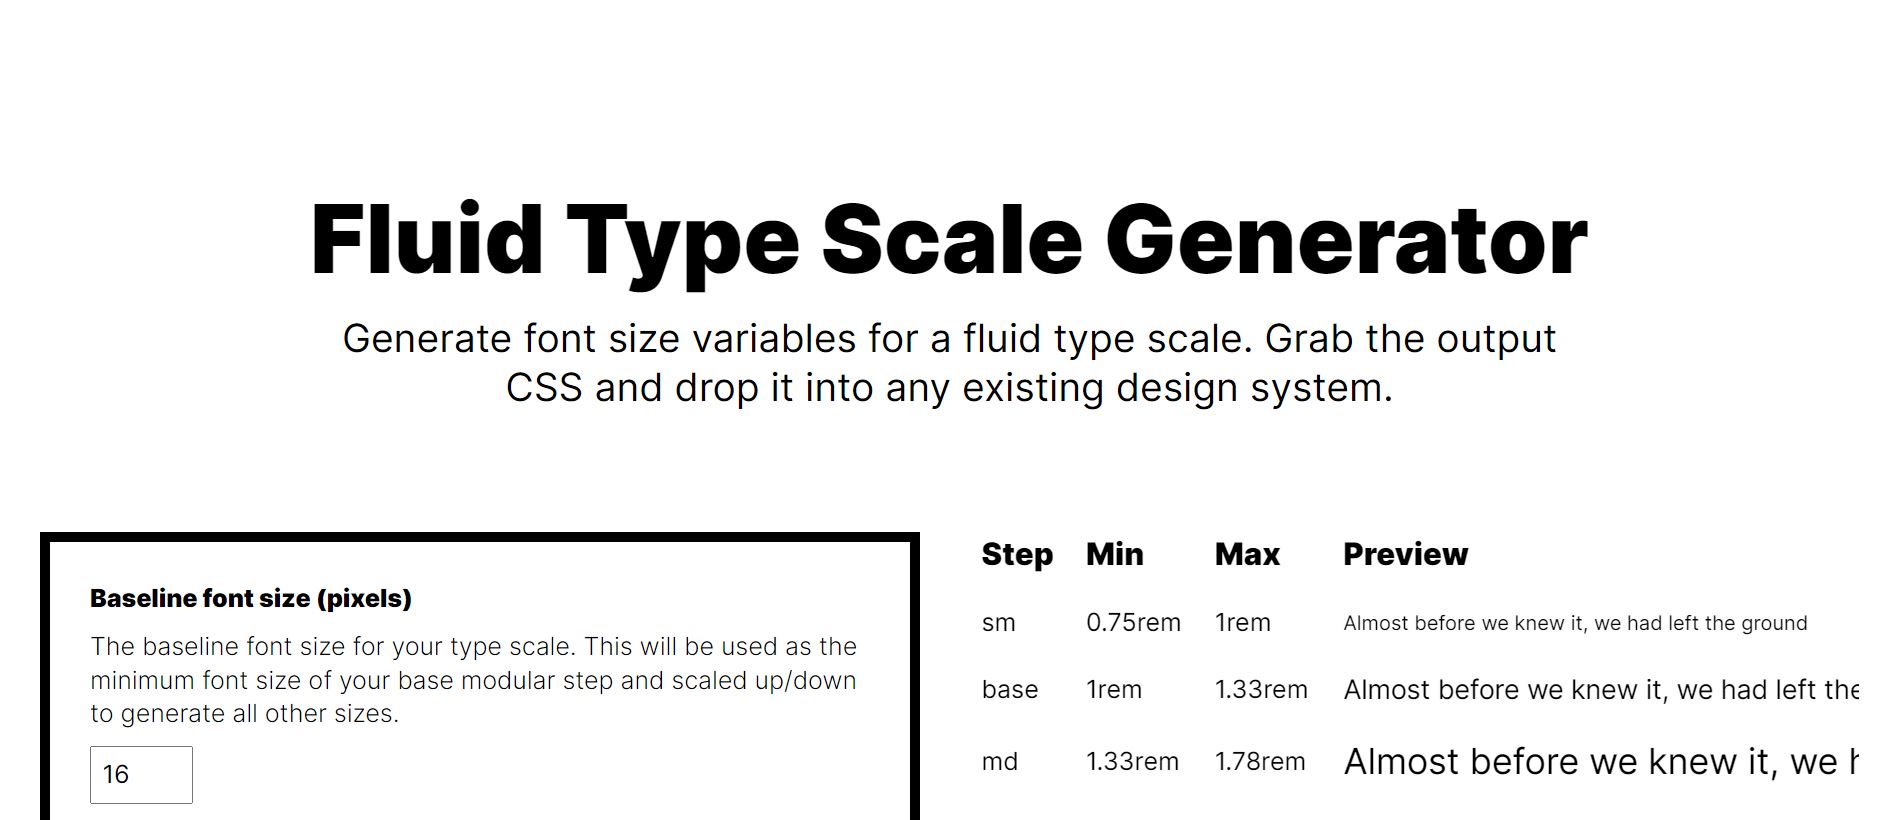 Fluid Type Scale Generator
Generate font size variables for a fluid type scale. Grab the output
CSS and drop it into any existing design system.
Baseline font size (pixels)
The baseline font size for your type scale. This will be used as the
minimum font size of your base modular step and scaled up/down
to generate all other sizes.
16
Step Min Max Preview
sm 0.75rem 1rem Almost before we knew it, we had left the ground
base 1rem 1.33rem Almost before we knew it, we had left the
md 1.33rem 1.78rem Almost before we knew it, we